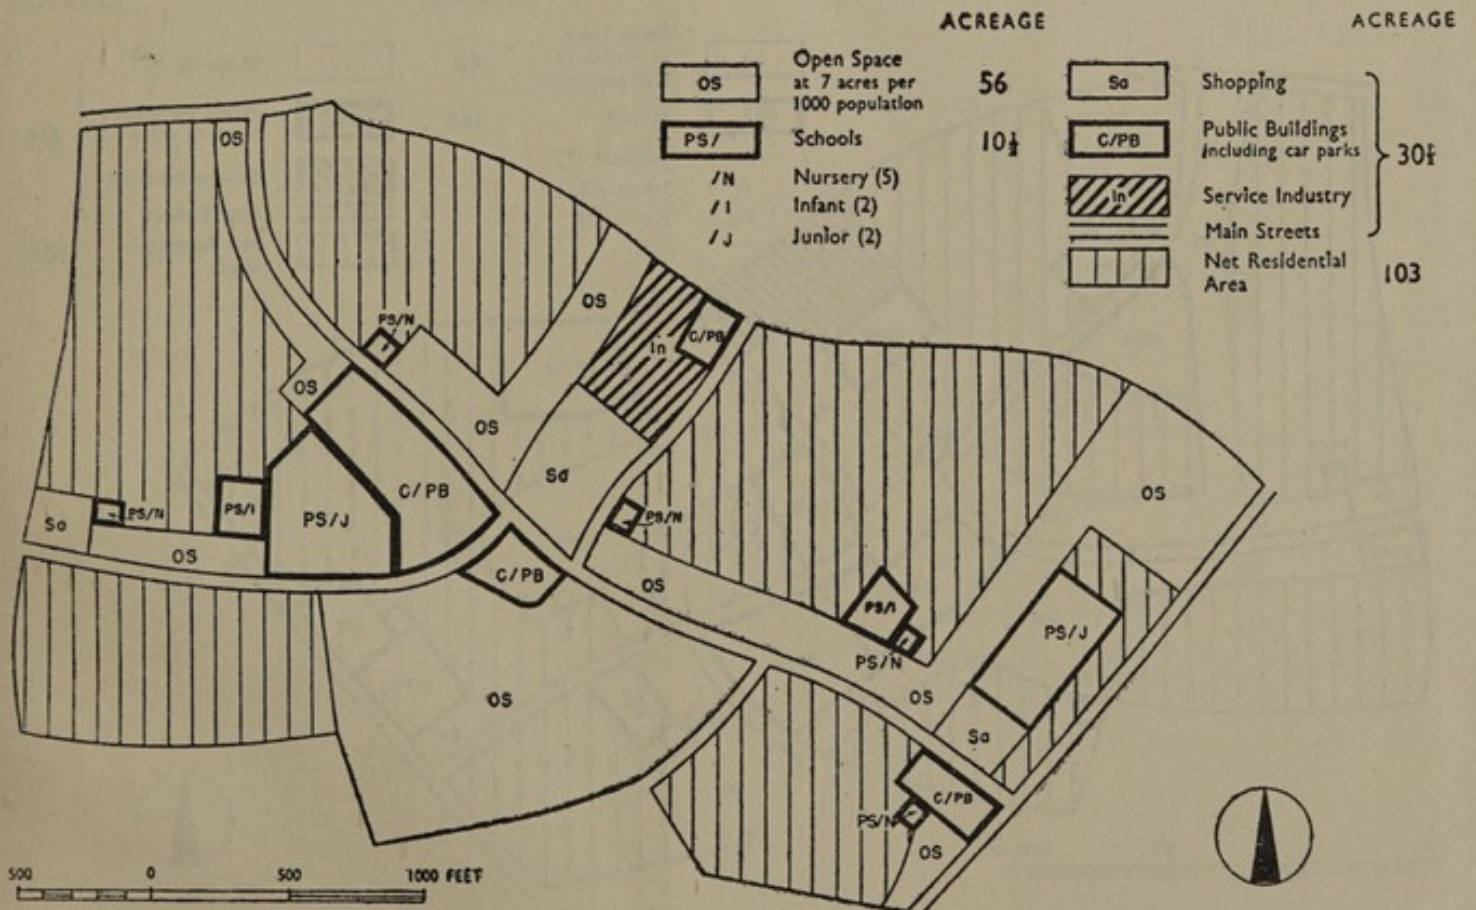 ACREAGE
OS
Open Space
at 7 acres per
1000 population
56
PS/
Schools
10½
/N Nursery (5)
/I Infant (2)
/J Junior (2)
ACREAGE
Sa
Shopping
C/PB
Public Buildings
including car parks
30½
In
Service Industry
Main Streets
Net Residential
Area
103
OS
OS
PS/N
In
C/PB
OS
OS
Sa
C/PB
PS/I
PS/J
PS/N
Sa
OS
PS/N
C/PB
OS
OS
OS
PS/I
PS/N
PS/J
OS
Sa
C/PB
PS/N
OS
500 0 500 1000 FEET